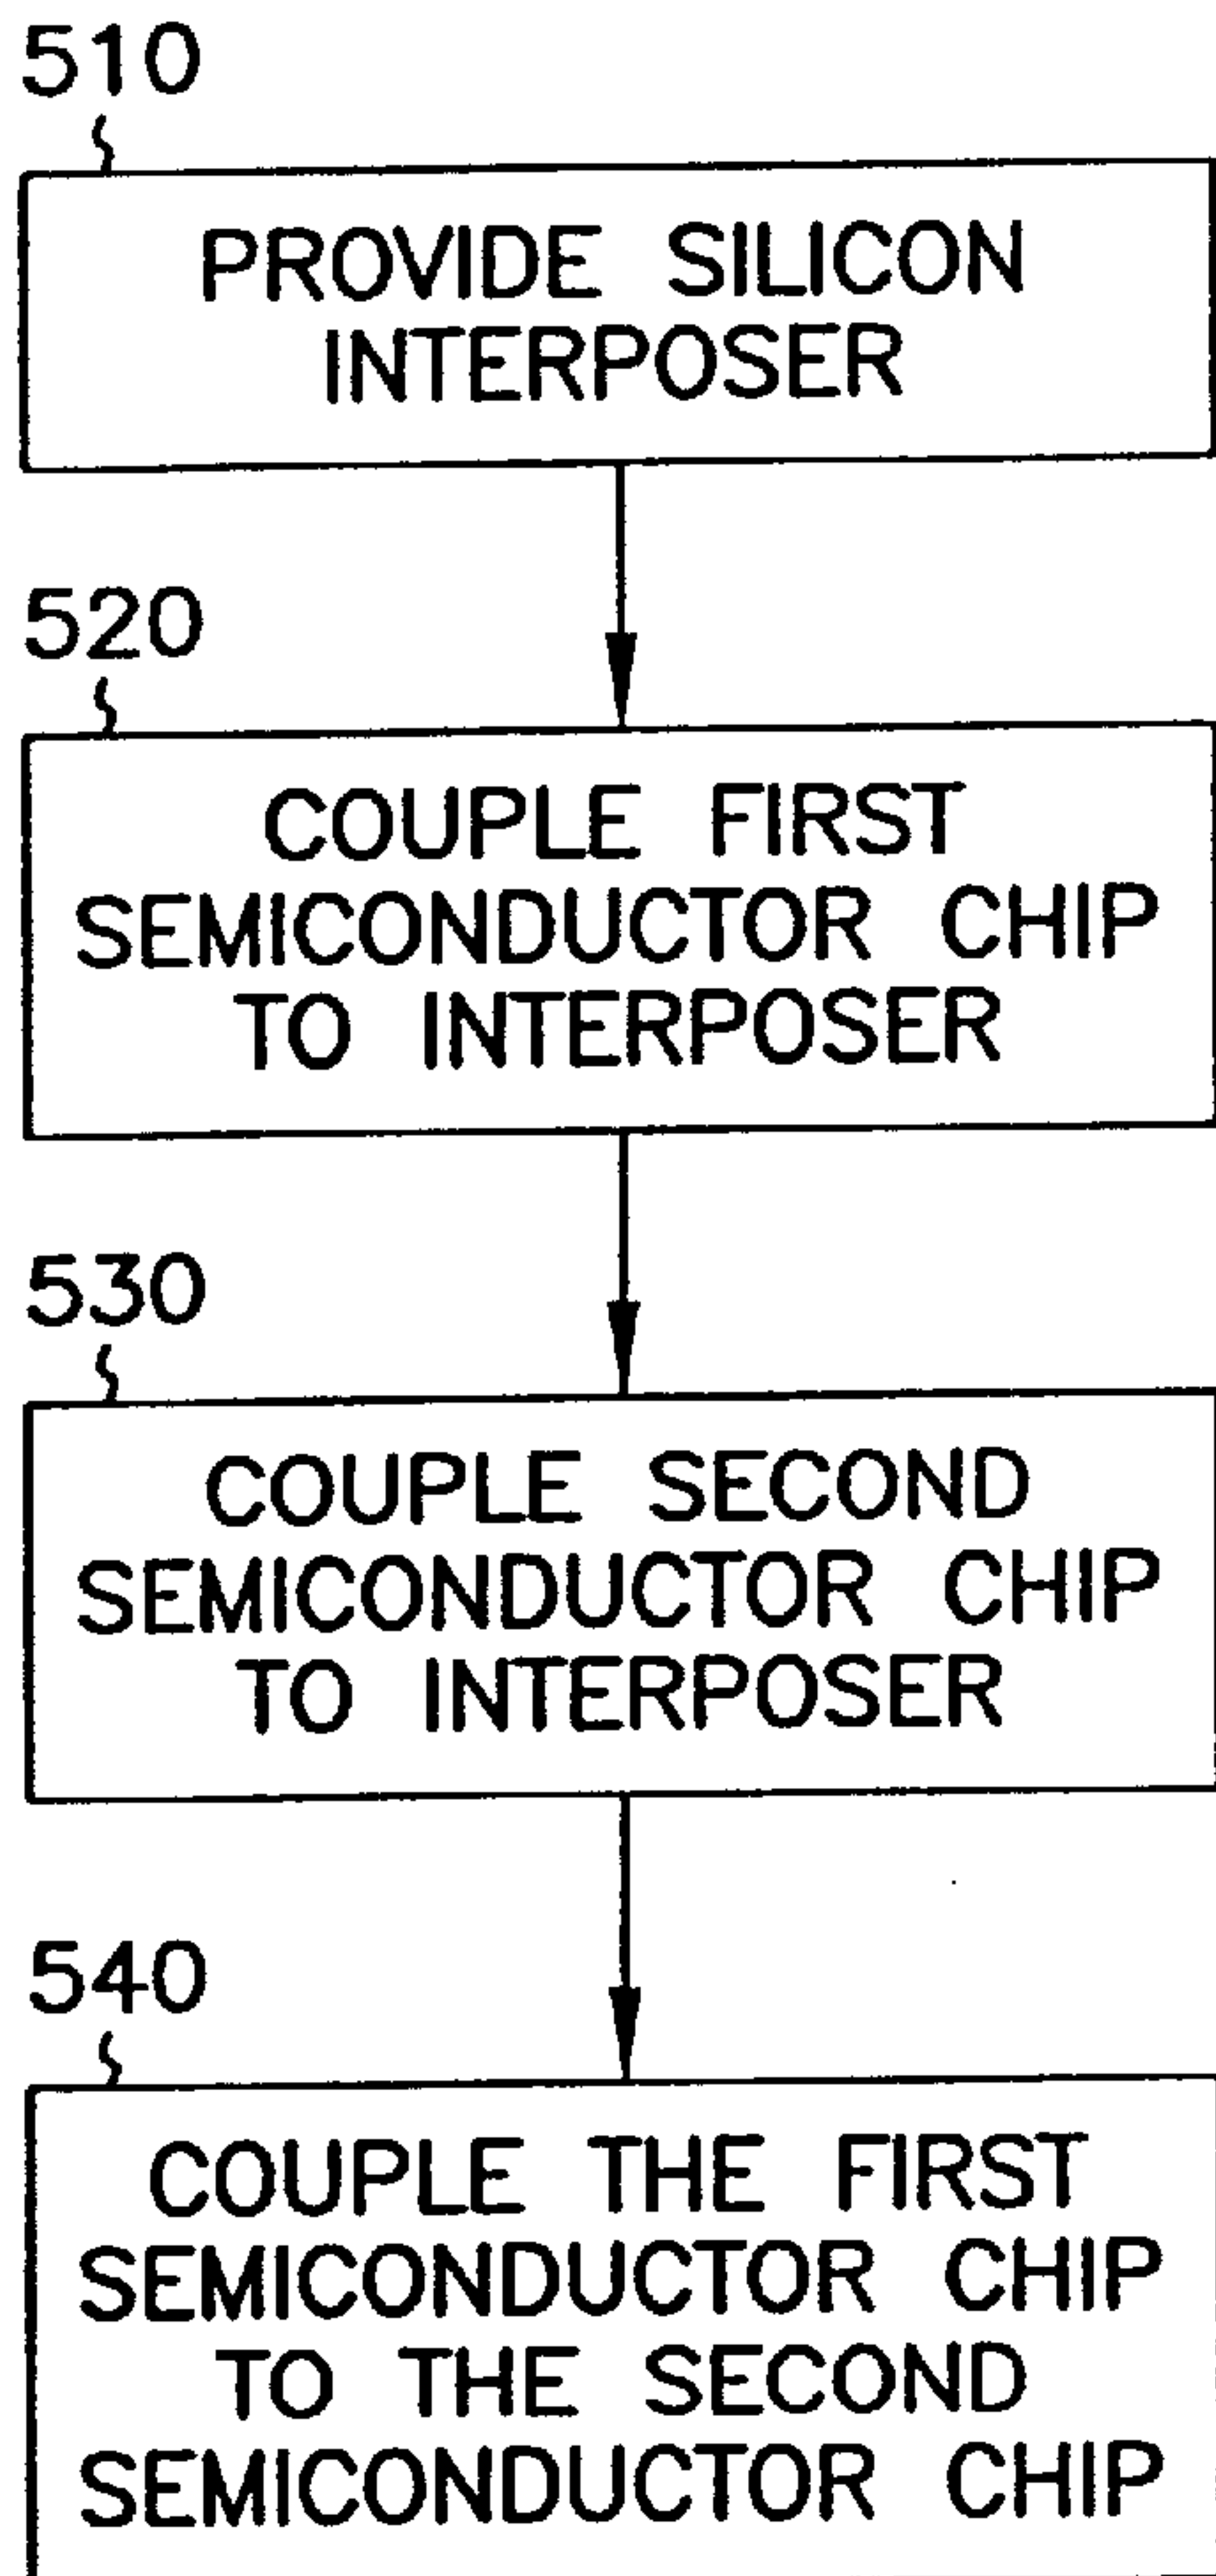 510
PROVIDE SILICON
INTERPOSER
520
COUPLE FIRST
SEMICONDUCTOR CHIP
TO INTERPOSER
530
COUPLE SECOND
SEMICONDUCTOR CHIP
TO INTERPOSER
540
COUPLE THE FIRST
SEMICONDUCTOR CHIP
TO THE SECOND
SEMICONDUCTOR CHIP